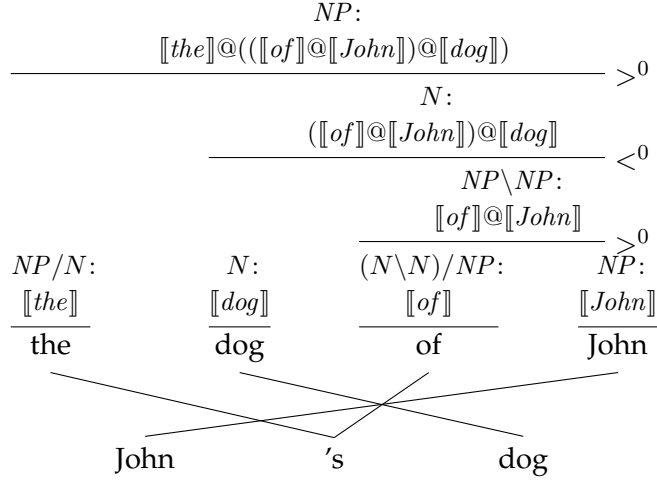 NP:
⟦the⟧@((⟦of⟧@⟦John⟧)@⟦dog⟧)
>0
N:
(⟦of⟧@⟦John⟧)@⟦dog⟧
<0
NP\NP:
⟦of⟧@⟦John⟧
>0
NP/N: N: (N\N)/NP: NP:
⟦the⟧ ⟦dog⟧ ⟦of⟧ ⟦John⟧
the dog of John
John 's dog